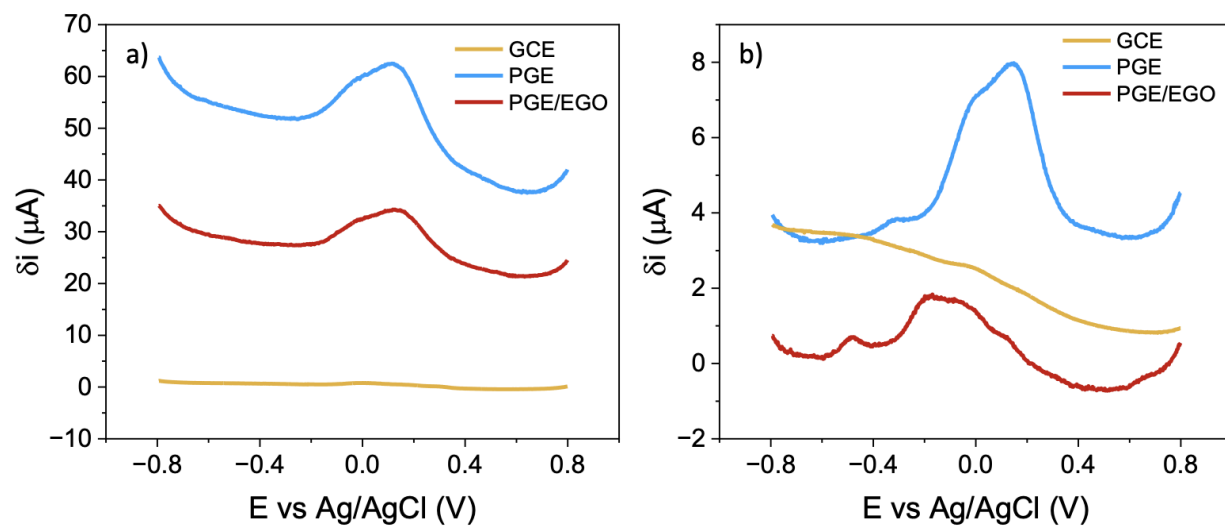 a)
GCE
PGE
PGE/EGO
70
60
50
40
30
20
10
0
−10
δi (μA)
−0.8 −0.4 0.0 0.4 0.8
E vs Ag/AgCl (V)
b)
GCE
PGE
PGE/EGO
8
6
4
2
0
−2
δi (μA)
−0.8 −0.4 0.0 0.4 0.8
E vs Ag/AgCl (V)